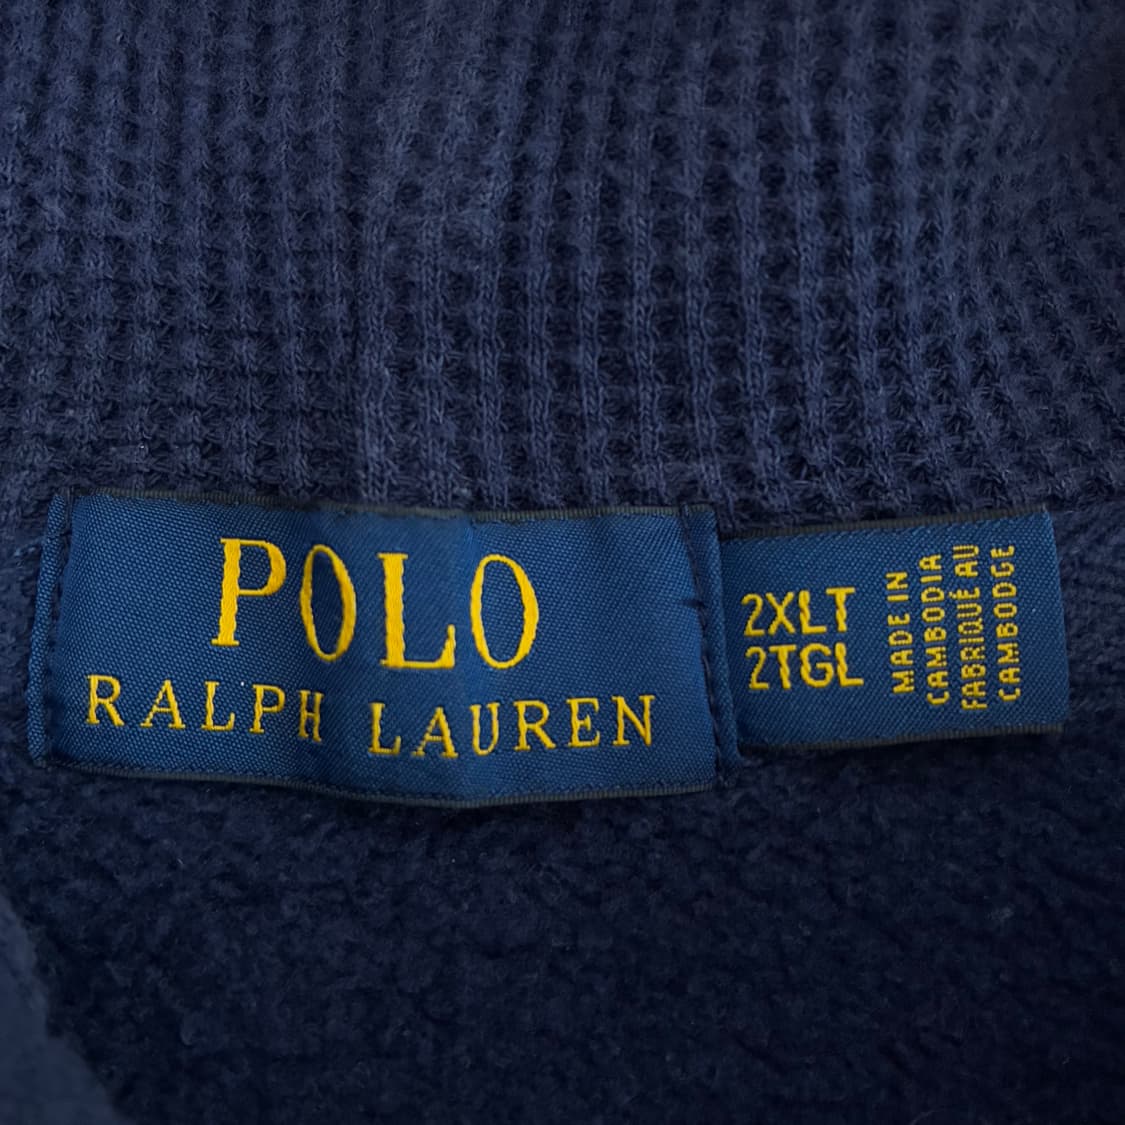 POLO
RALPH LAUREN
2XLT
2TGL
MADE IN
CAMBODIA
FABRIQUÉ AU
CAMBODGE